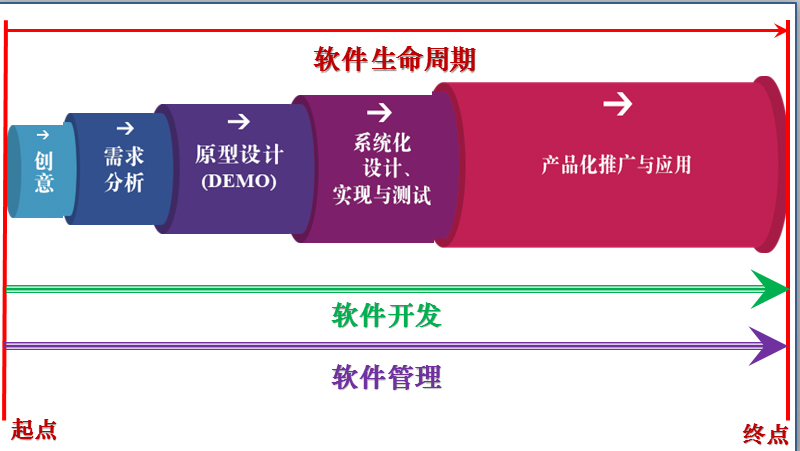 软件生命周期
创
意
需求
分析
原型设计
(DEMO)
系统化
设计、
实现与测试
产品化推广与应用
软件开发
软件管理
起点
终点